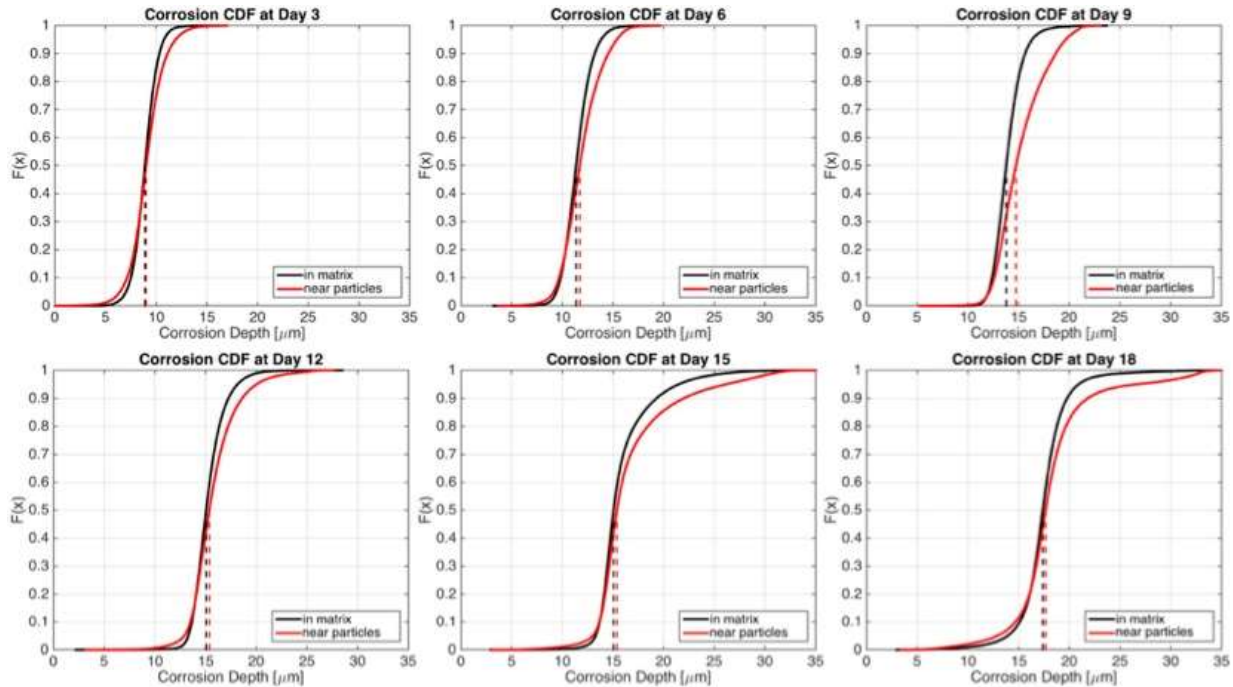 Corrosion CDF at Day 3
1
0.9
0.8
0.7
0.6
0.5
0.4
0.3
0.2
0.1
0
F(x)
in matrix
near particles
0 5 10 15 20 25 30 35
Corrosion Depth [μm]
Corrosion CDF at Day 6
1
0.9
0.8
0.7
0.6
0.5
0.4
0.3
0.2
0.1
0
F(x)
in matrix
near particles
0 5 10 15 20 25 30 35
Corrosion Depth [μm]
Corrosion CDF at Day 9
1
0.9
0.8
0.7
0.6
0.5
0.4
0.3
0.2
0.1
0
F(x)
in matrix
near particles
0 5 10 15 20 25 30 35
Corrosion Depth [μm]
Corrosion CDF at Day 12
1
0.9
0.8
0.7
0.6
0.5
0.4
0.3
0.2
0.1
0
F(x)
in matrix
near particles
0 5 10 15 20 25 30 35
Corrosion Depth [μm]
Corrosion CDF at Day 15
1
0.9
0.8
0.7
0.6
0.5
0.4
0.3
0.2
0.1
0
F(x)
in matrix
near particles
0 5 10 15 20 25 30 35
Corrosion Depth [μm]
Corrosion CDF at Day 18
1
0.9
0.8
0.7
0.6
0.5
0.4
0.3
0.2
0.1
0
F(x)
in matrix
near particles
0 5 10 15 20 25 30 35
Corrosion Depth [μm]